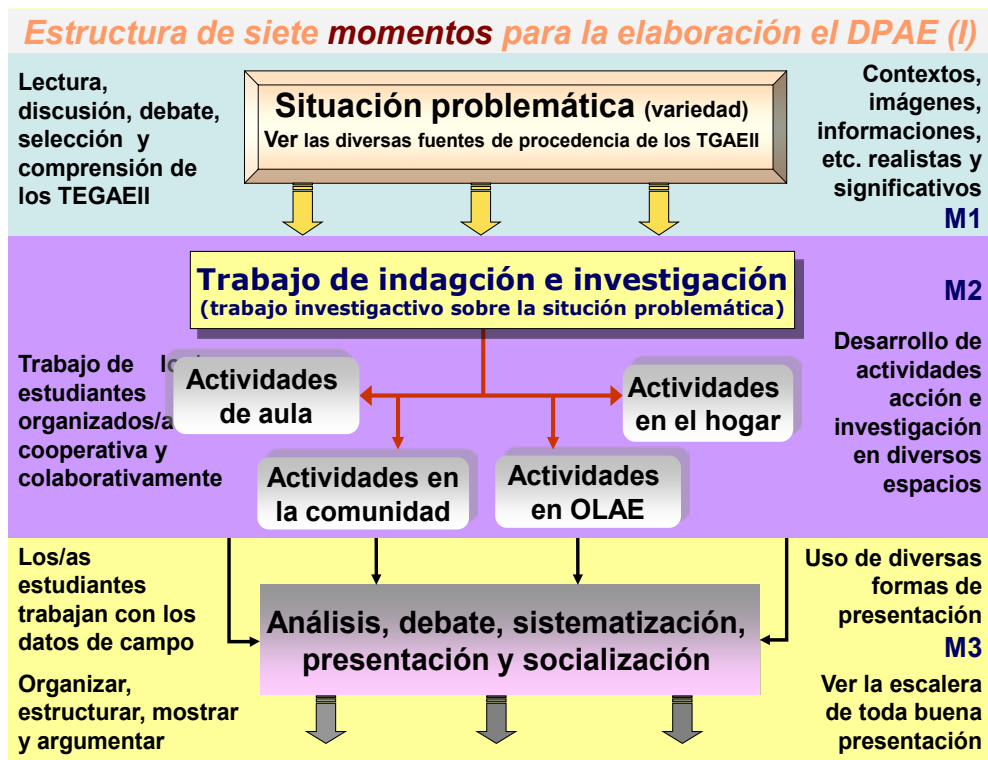 Estructura de siete momentos para la elaboración el DPAE (I)
Lectura,
discusión, debate,
selección y
comprensión de
los TEGAEII
Situación problemática (variedad)
Ver las diversas fuentes de procedencia de los TGAEII
Contextos,
imágenes,
informaciones,
etc. realistas y
significativos
M1
Trabajo de indagción e investigación
(trabajo investigactivo sobre la situción problemática)
M2
Trabajo de
estudiantes
organizados/a
cooperativa y
colaborativamente
Actividades
de aula
Actividades
en el hogar
Actividades en
la comunidad
Actividades
en OLAE
Desarrollo de
actividades
acción e
investigación
en diversos
espacios
Los/as
estudiantes
trabajan con los
datos de campo
Organizar,
estructurar, mostrar
y argumentar
Análisis, debate, sistematización,
presentación y socialización
Uso de diversas
formas de
presentación
M3
Ver la escalera
de toda buena
presentación